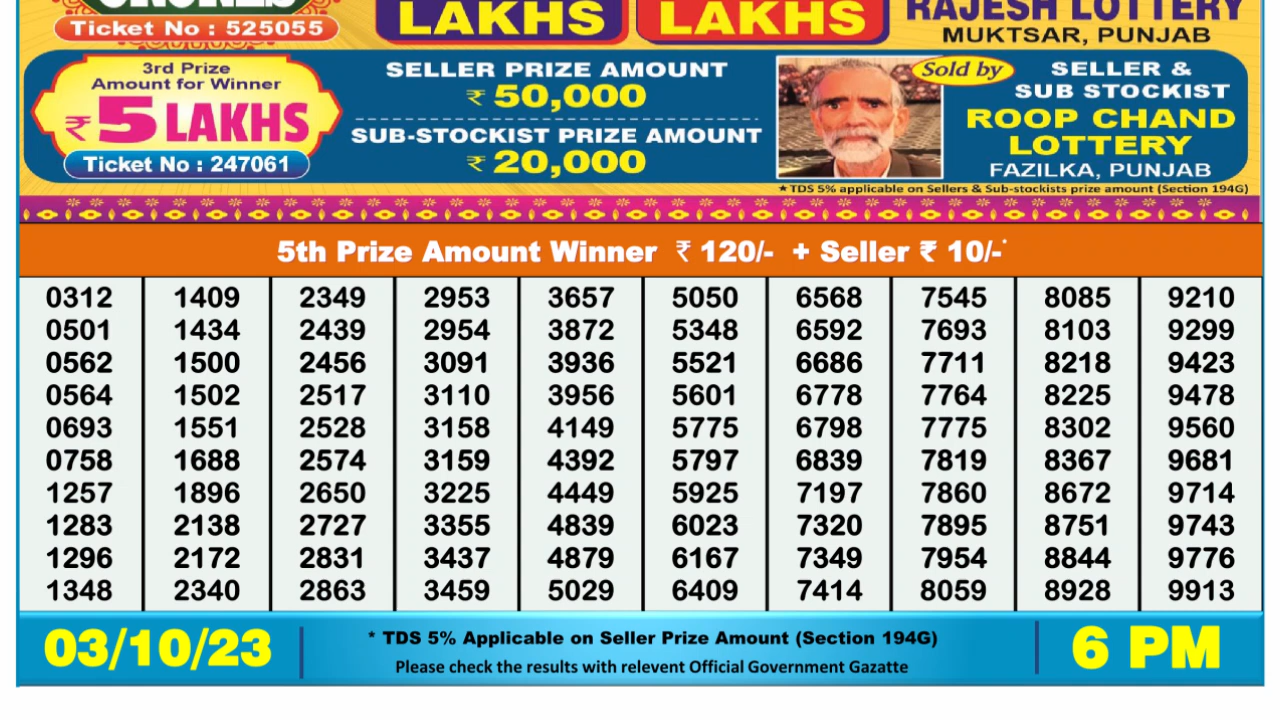 CRORES
Ticket No : 525055
LAKHS
LAKHS
RAJESH LOTTERY
MUKTSAR, PUNJAB
3rd Prize
Amount for Winner
₹5 LAKHS
Ticket No : 247061
SELLER PRIZE AMOUNT
₹ 50,000
SUB-STOCKIST PRIZE AMOUNT
₹ 20,000
Sold by
SELLER &
SUB STOCKIST
ROOP CHAND
LOTTERY
FAZILKA, PUNJAB
★TDS 5% applicable on Sellers & Sub-stockists prize amount (Section 194G)
5th Prize Amount Winner ₹ 120/- + Seller ₹ 10/-*
0312 1409 2349 2953 3657 5050 6568 7545 8085 9210
0501 1434 2439 2954 3872 5348 6592 7693 8103 9299
0562 1500 2456 3091 3936 5521 6686 7711 8218 9423
0564 1502 2517 3110 3956 5601 6778 7764 8225 9478
0693 1551 2528 3158 4149 5775 6798 7775 8302 9560
0758 1688 2574 3159 4392 5797 6839 7819 8367 9681
1257 1896 2650 3225 4449 5925 7197 7860 8672 9714
1283 2138 2727 3355 4839 6023 7320 7895 8751 9743
1296 2172 2831 3437 4879 6167 7349 7954 8844 9776
1348 2340 2863 3459 5029 6409 7414 8059 8928 9913
03/10/23
* TDS 5% Applicable on Seller Prize Amount (Section 194G)
Please check the results with relevent Official Government Gazatte
6 PM